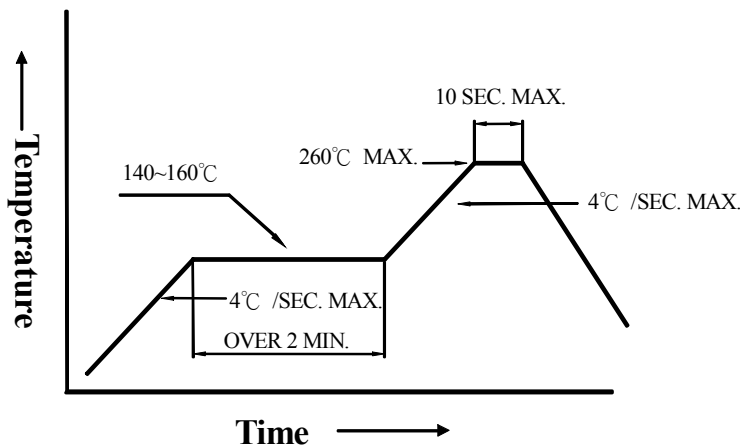 10 SEC. MAX.
260℃ MAX.
140~160℃
4℃ /SEC. MAX.
4℃ /SEC. MAX.
OVER 2 MIN.
Temperature
Time